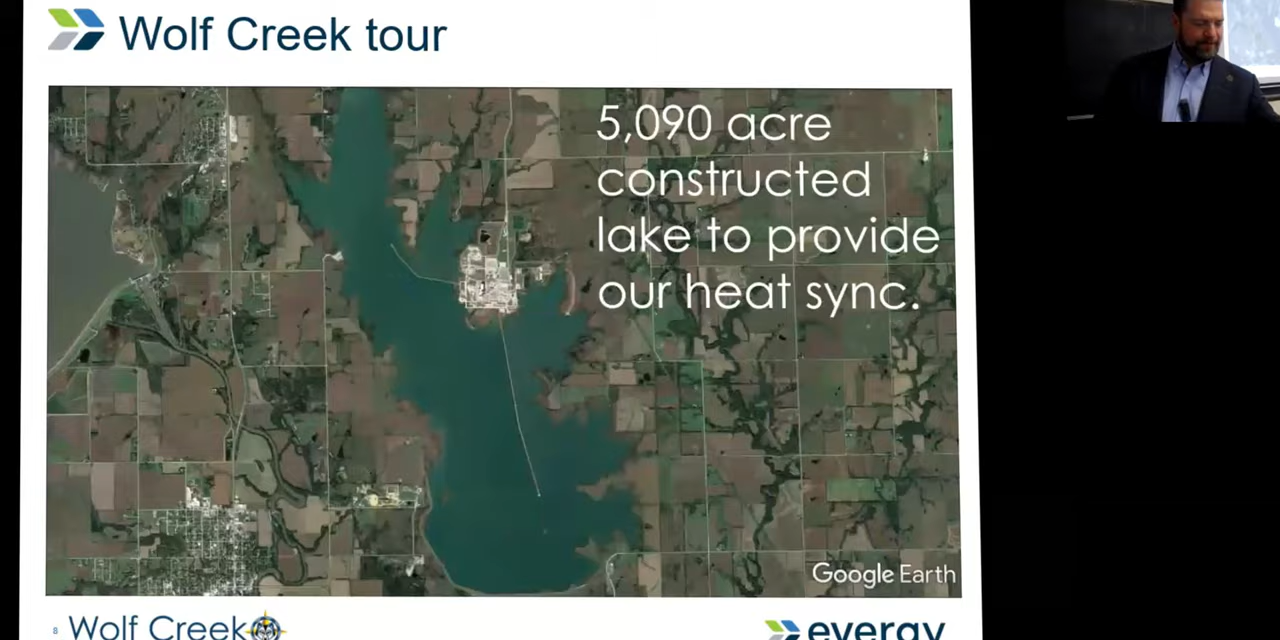 Wolf Creek tour
5,090 acre
constructed
lake to provide
our heat sync.
Google Earth
8 Wolf Creek
evergy